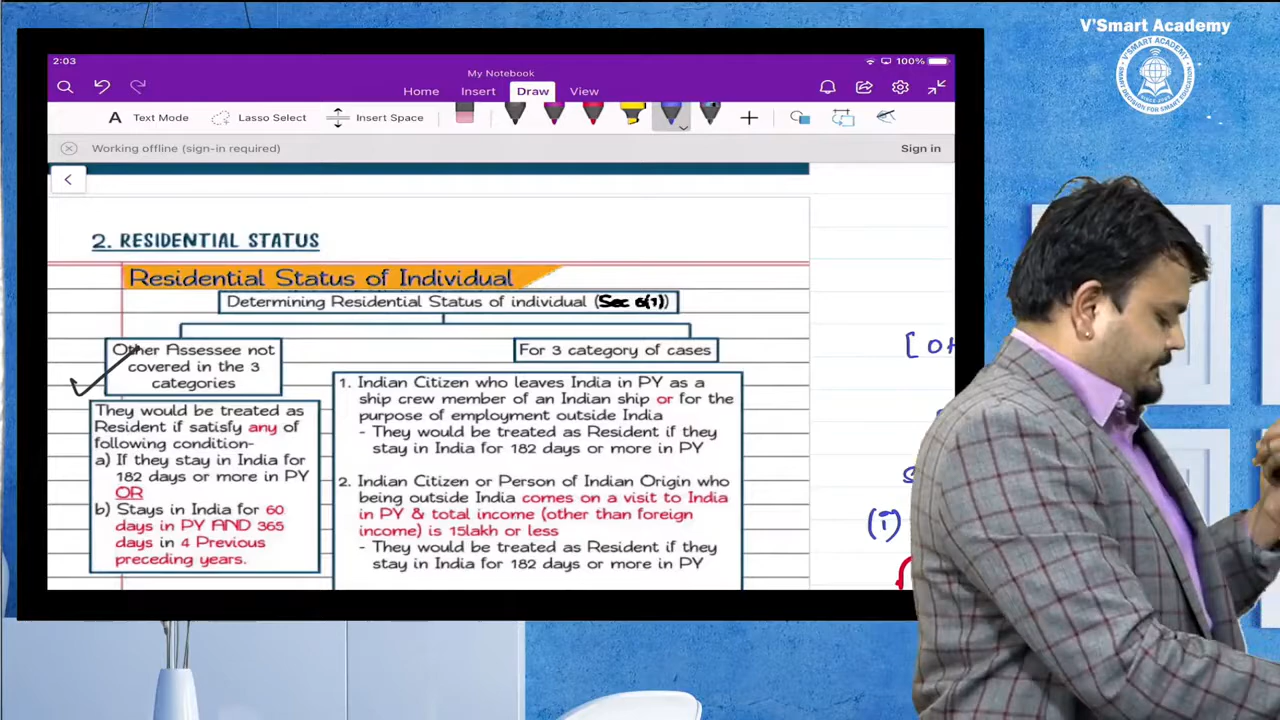 V'Smart Academy
V'SMART ACADEMY
SMART DECISION FOR SMART EDUCATION
2:03
100%
My Notebook
Home Insert Draw View
Text Mode Lasso Select Insert Space
Working offline (sign-in required) Sign in
2. RESIDENTIAL STATUS
Residential Status of Individual
Determining Residential Status of individual (Sec 6(1))
Other Assessee not
covered in the 3
categories
They would be treated as
Resident if satisfy any of
following condition-
a) If they stay in India for
182 days or more in PY
OR
b) Stays in India for 60
days in PY AND 365
days in 4 Previous
preceding years.
For 3 category of cases
1. Indian Citizen who leaves India in PY as a
ship crew member of an Indian ship or for the
purpose of employment outside India
- They would be treated as Resident if they
stay in India for 182 days or more in PY
2. Indian Citizen or Person of Indian Origin who
being outside India comes on a visit to India
in PY & total income (other than foreign
income) is 15lakh or less
- They would be treated as Resident if they
stay in India for 182 days or more in PY
(i)